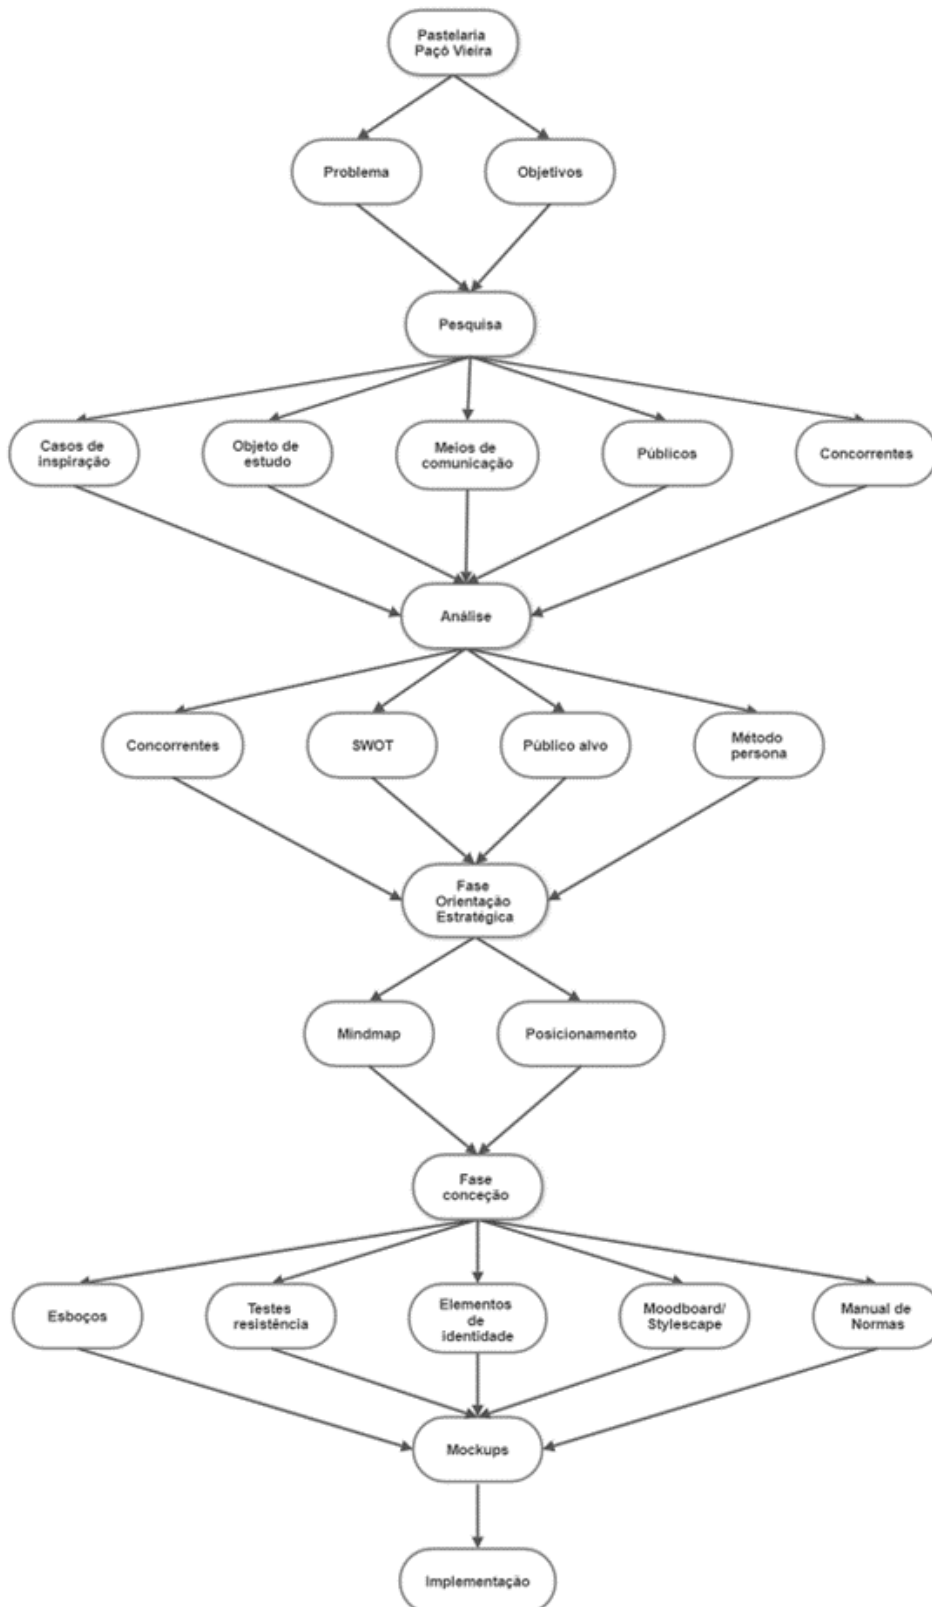 Pastelaria
Paçô Vieira
Problema
Objetivos
Pesquisa
Casos de
inspiração
Objeto de
estudo
Meios de
comunicação
Públicos
Concorrentes
Análise
Concorrentes
SWOT
Público alvo
Método
persona
Fase
Orientação
Estratégica
Mindmap
Posicionamento
Fase
conceção
Esboços
Testes
resistência
Elementos
de
identidade
Moodboard/
Stylescape
Manual de
Normas
Mockups
Implementação